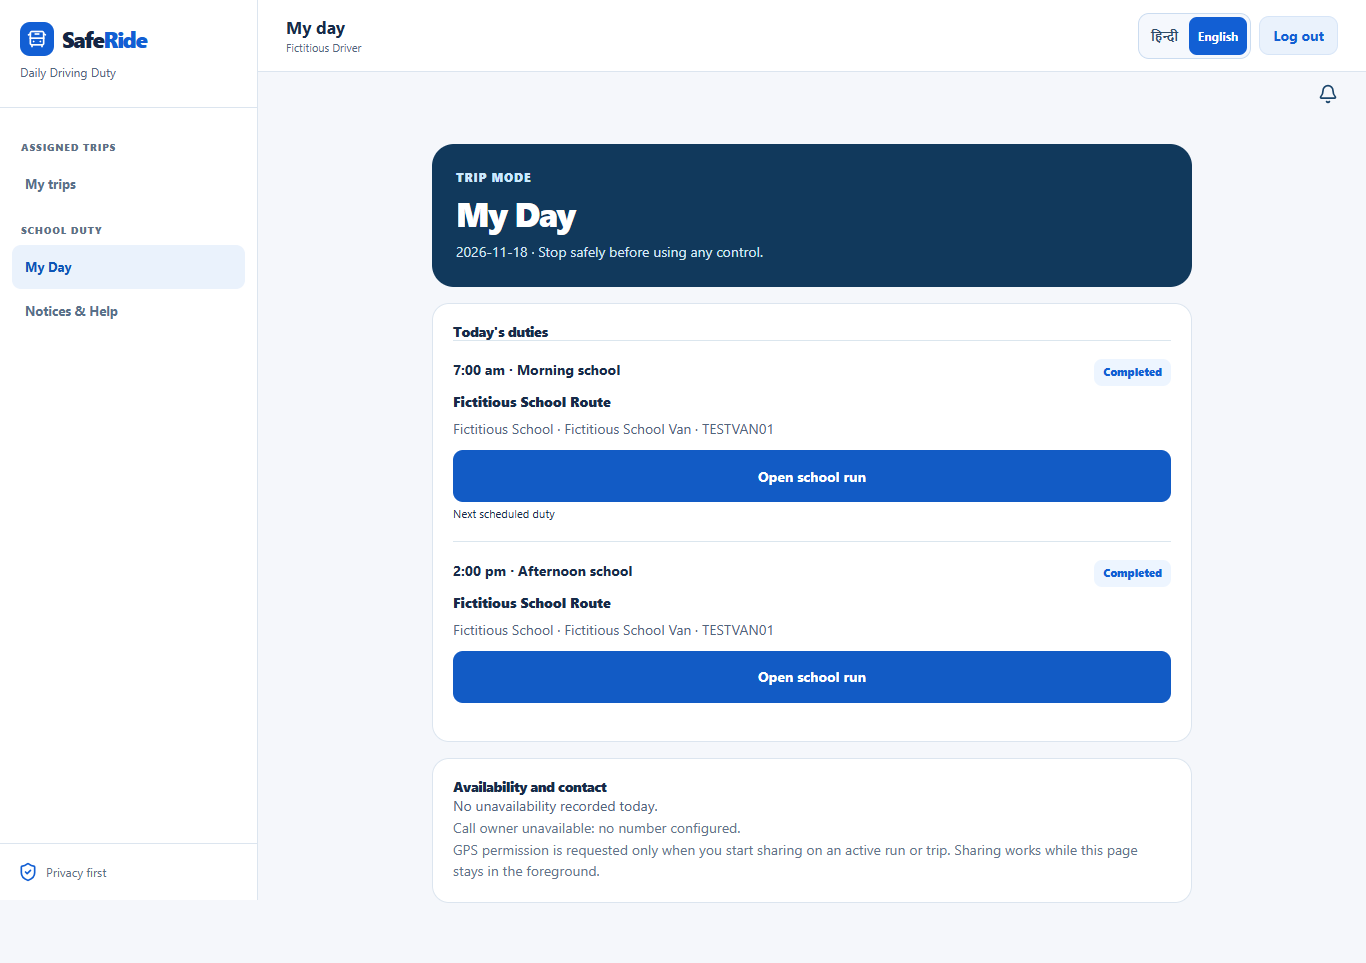 SafeRide
Daily Driving Duty
ASSIGNED TRIPS
My trips
SCHOOL DUTY
My Day
Notices & Help
Privacy first
My day
Fictitious Driver
हिन्दी
English
Log out
TRIP MODE
My Day
2026-11-18 · Stop safely before using any control.
Today's duties
7:00 am · Morning school
Completed
Fictitious School Route
Fictitious School · Fictitious School Van · TESTVAN01
Open school run
Next scheduled duty
2:00 pm · Afternoon school
Completed
Fictitious School Route
Fictitious School · Fictitious School Van · TESTVAN01
Open school run
Availability and contact
No unavailability recorded today.
Call owner unavailable: no number configured.
GPS permission is requested only when you start sharing on an active run or trip. Sharing works while this page
stays in the foreground.